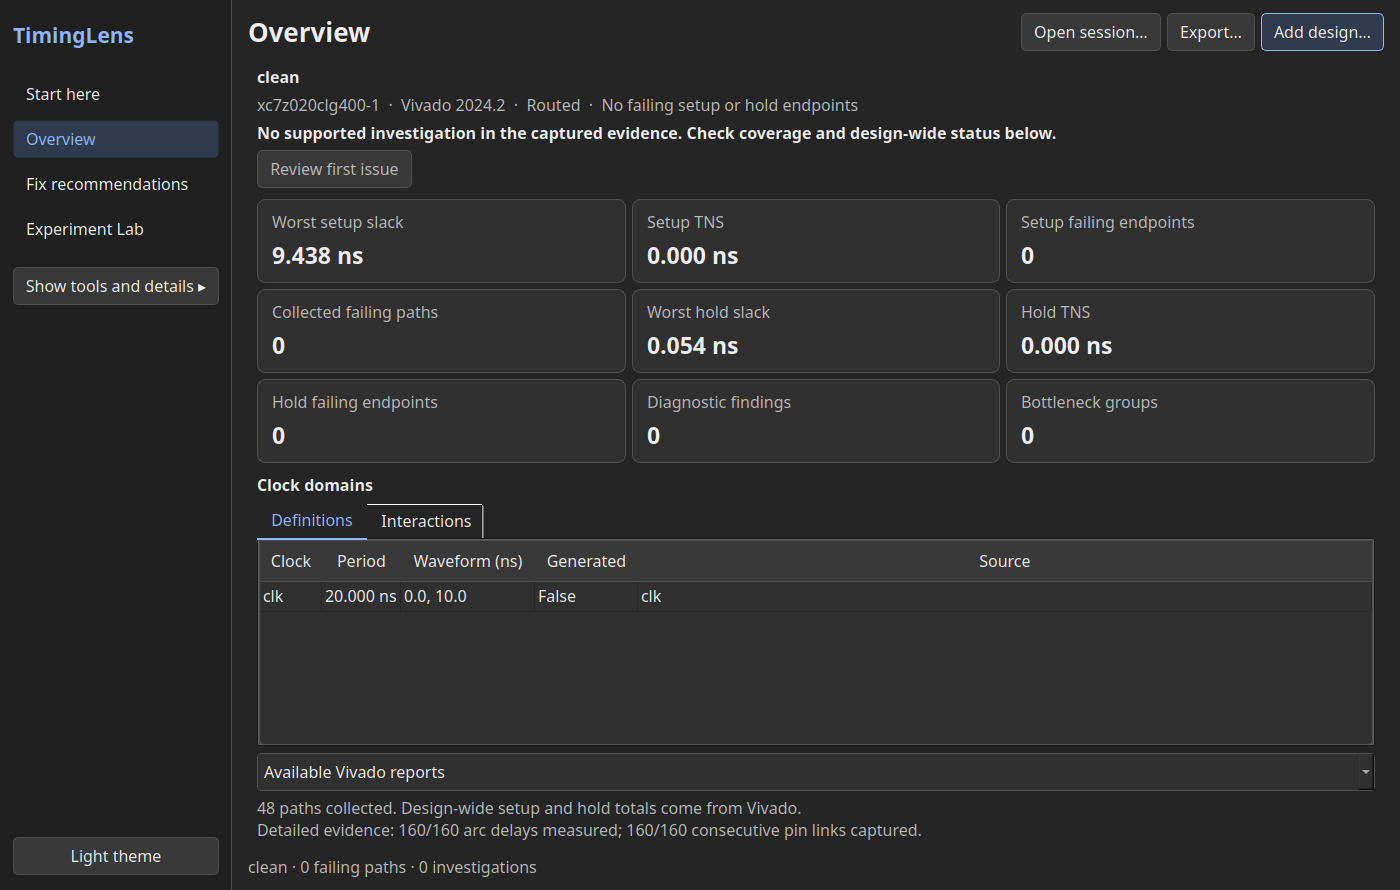 TimingLens
Start here
Overview
Fix recommendations
Experiment Lab
Show tools and details ▸
Light theme
Overview
Open session...
Export...
Add design...
clean
xc7z020clg400-1 · Vivado 2024.2 · Routed · No failing setup or hold endpoints
No supported investigation in the captured evidence. Check coverage and design-wide status below.
Review first issue
Worst setup slack
9.438 ns
Setup TNS
0.000 ns
Setup failing endpoints
0
Collected failing paths
0
Worst hold slack
0.054 ns
Hold TNS
0.000 ns
Hold failing endpoints
0
Diagnostic findings
0
Bottleneck groups
0
Clock domains
Definitions Interactions
Clock Period Waveform (ns) Generated Source
clk 20.000 ns 0.0, 10.0 False clk
Available Vivado reports
48 paths collected. Design-wide setup and hold totals come from Vivado.
Detailed evidence: 160/160 arc delays measured; 160/160 consecutive pin links captured.
clean · 0 failing paths · 0 investigations